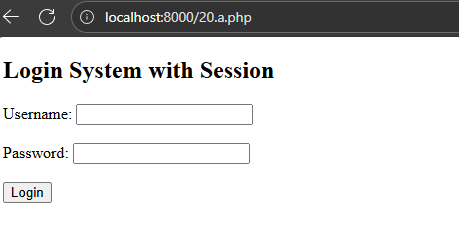 localhost:8000/20.a.php
Login System with Session
Username:
Password:
Login